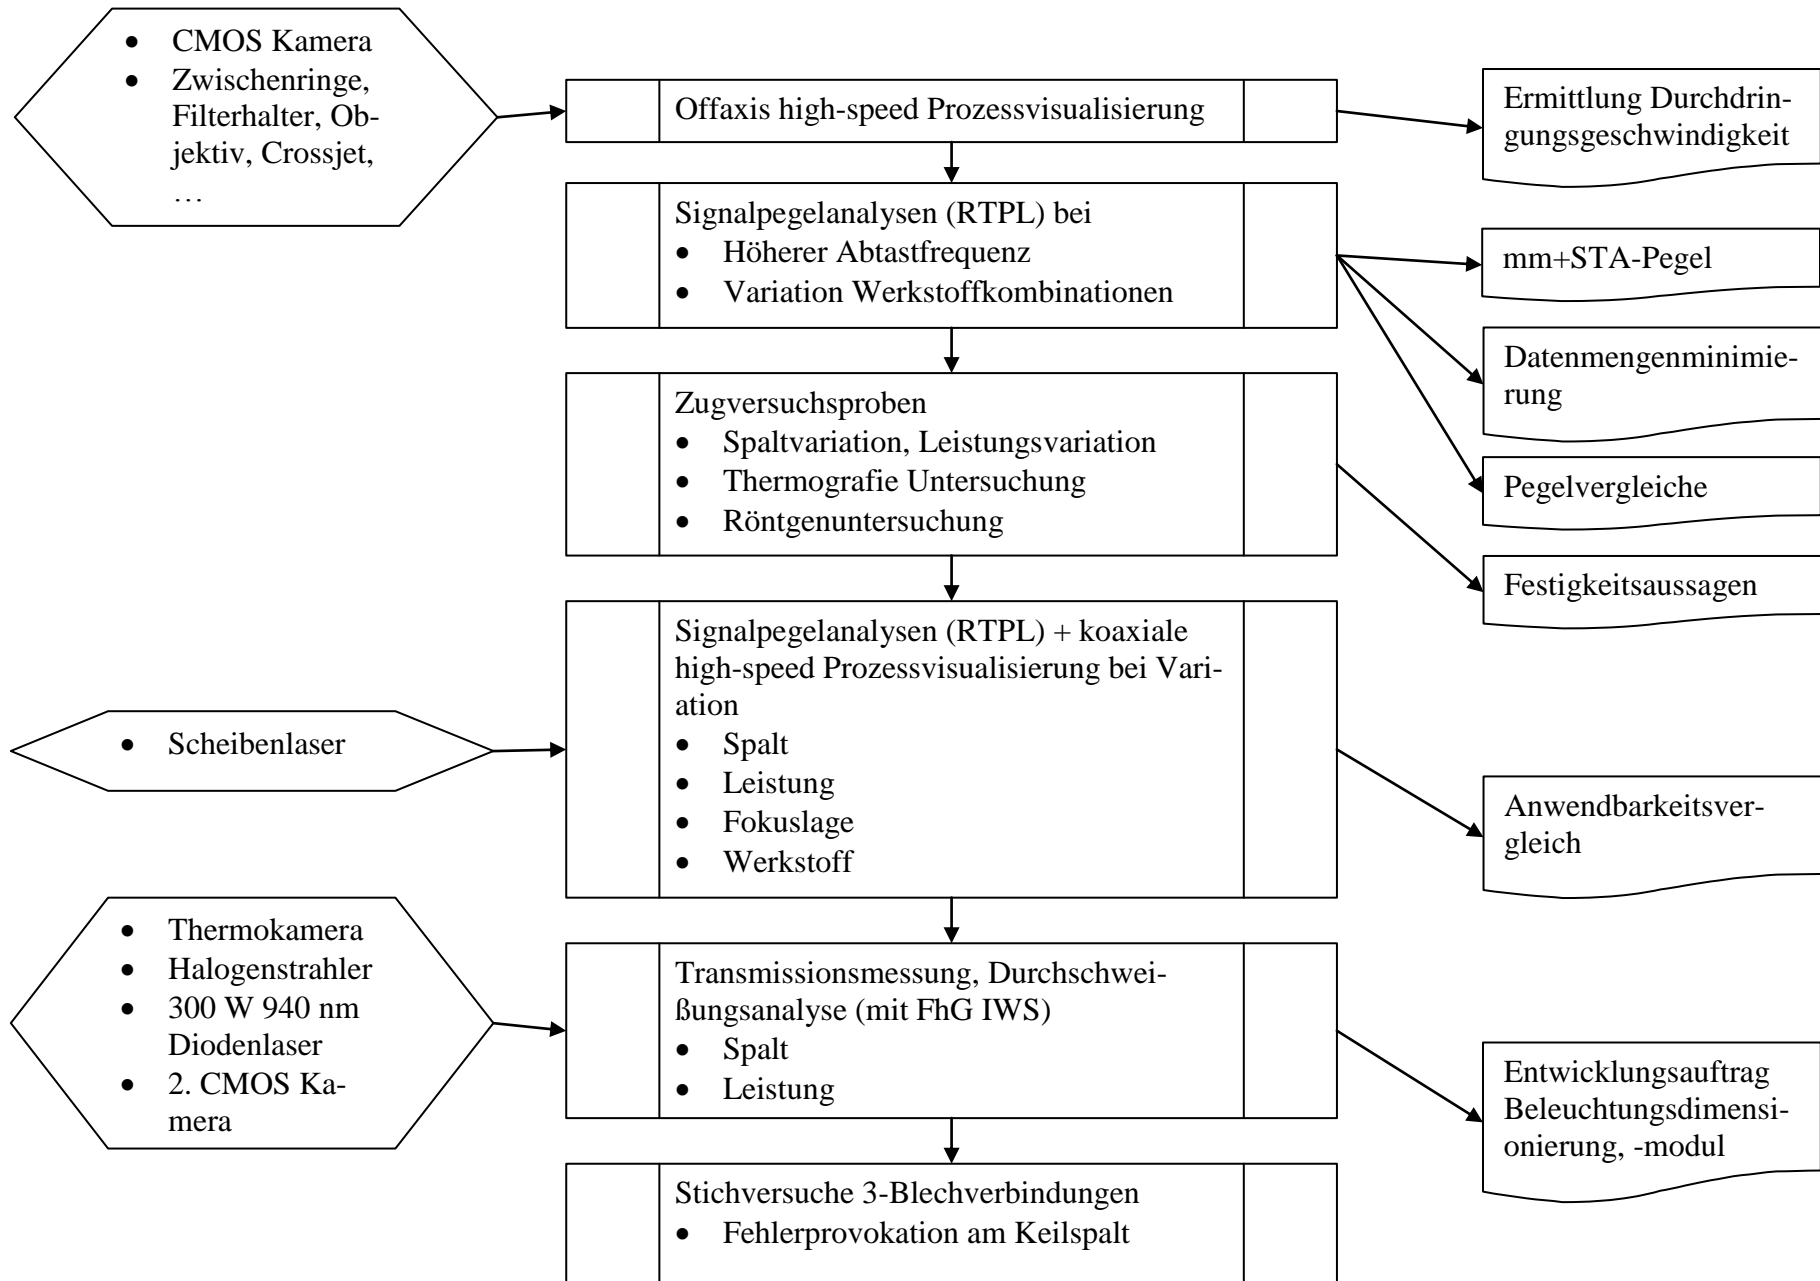 • CMOS Kamera
• Zwischenringe,
Filterhalter, Ob-
jektiv, Crossjet,
…
Offaxis high-speed Prozessvisualisierung
Ermittlung Durchdrin-
gungsgeschwindigkeit
Signalpegelanalysen (RTPL) bei
• Höherer Abtastfrequenz
• Variation Werkstoffkombinationen
mm+STA-Pegel
Datenmengenminimie-
rung
Pegelvergleiche
Zugversuchsproben
• Spaltvariation, Leistungsvariation
• Thermografie Untersuchung
• Röntgenuntersuchung
Festigkeitsaussagen
• Scheibenlaser
Signalpegelanalysen (RTPL) + koaxiale
high-speed Prozessvisualisierung bei Vari-
ation
• Spalt
• Leistung
• Fokuslage
• Werkstoff
Anwendbarkeitsver-
gleich
• Thermokamera
• Halogenstrahler
• 300 W 940 nm
Diodenlaser
• 2. CMOS Ka-
mera
Transmissionsmessung, Durchschwei-
ßungsanalyse (mit FhG IWS)
• Spalt
• Leistung
Entwicklungsauftrag
Beleuchtungsdimensi-
onierung, -modul
Stichversuche 3-Blechverbindungen
• Fehlerprovokation am Keilspalt